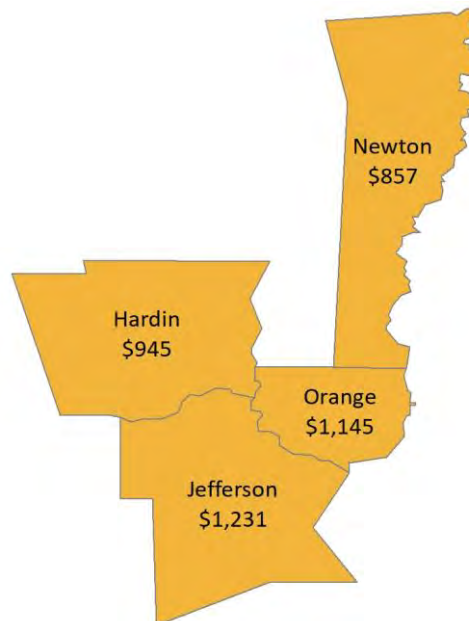 Newton
$857
Hardin
$945
Orange
$1,145
Jefferson
$1,231